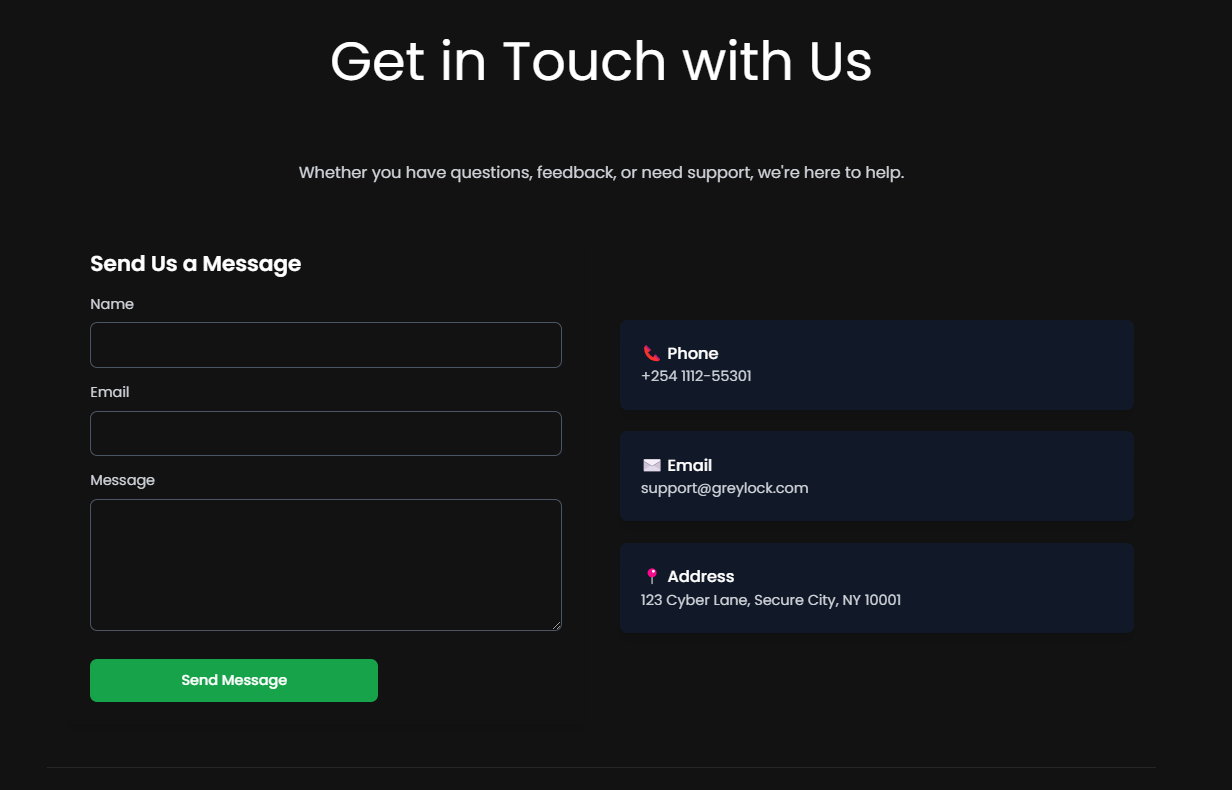 Get in Touch with Us
Whether you have questions, feedback, or need support, we're here to help.
Send Us a Message
Name
Email
Message
Send Message
Phone
+254 1112-55301
Email
support@greylock.com
Address
123 Cyber Lane, Secure City, NY 10001